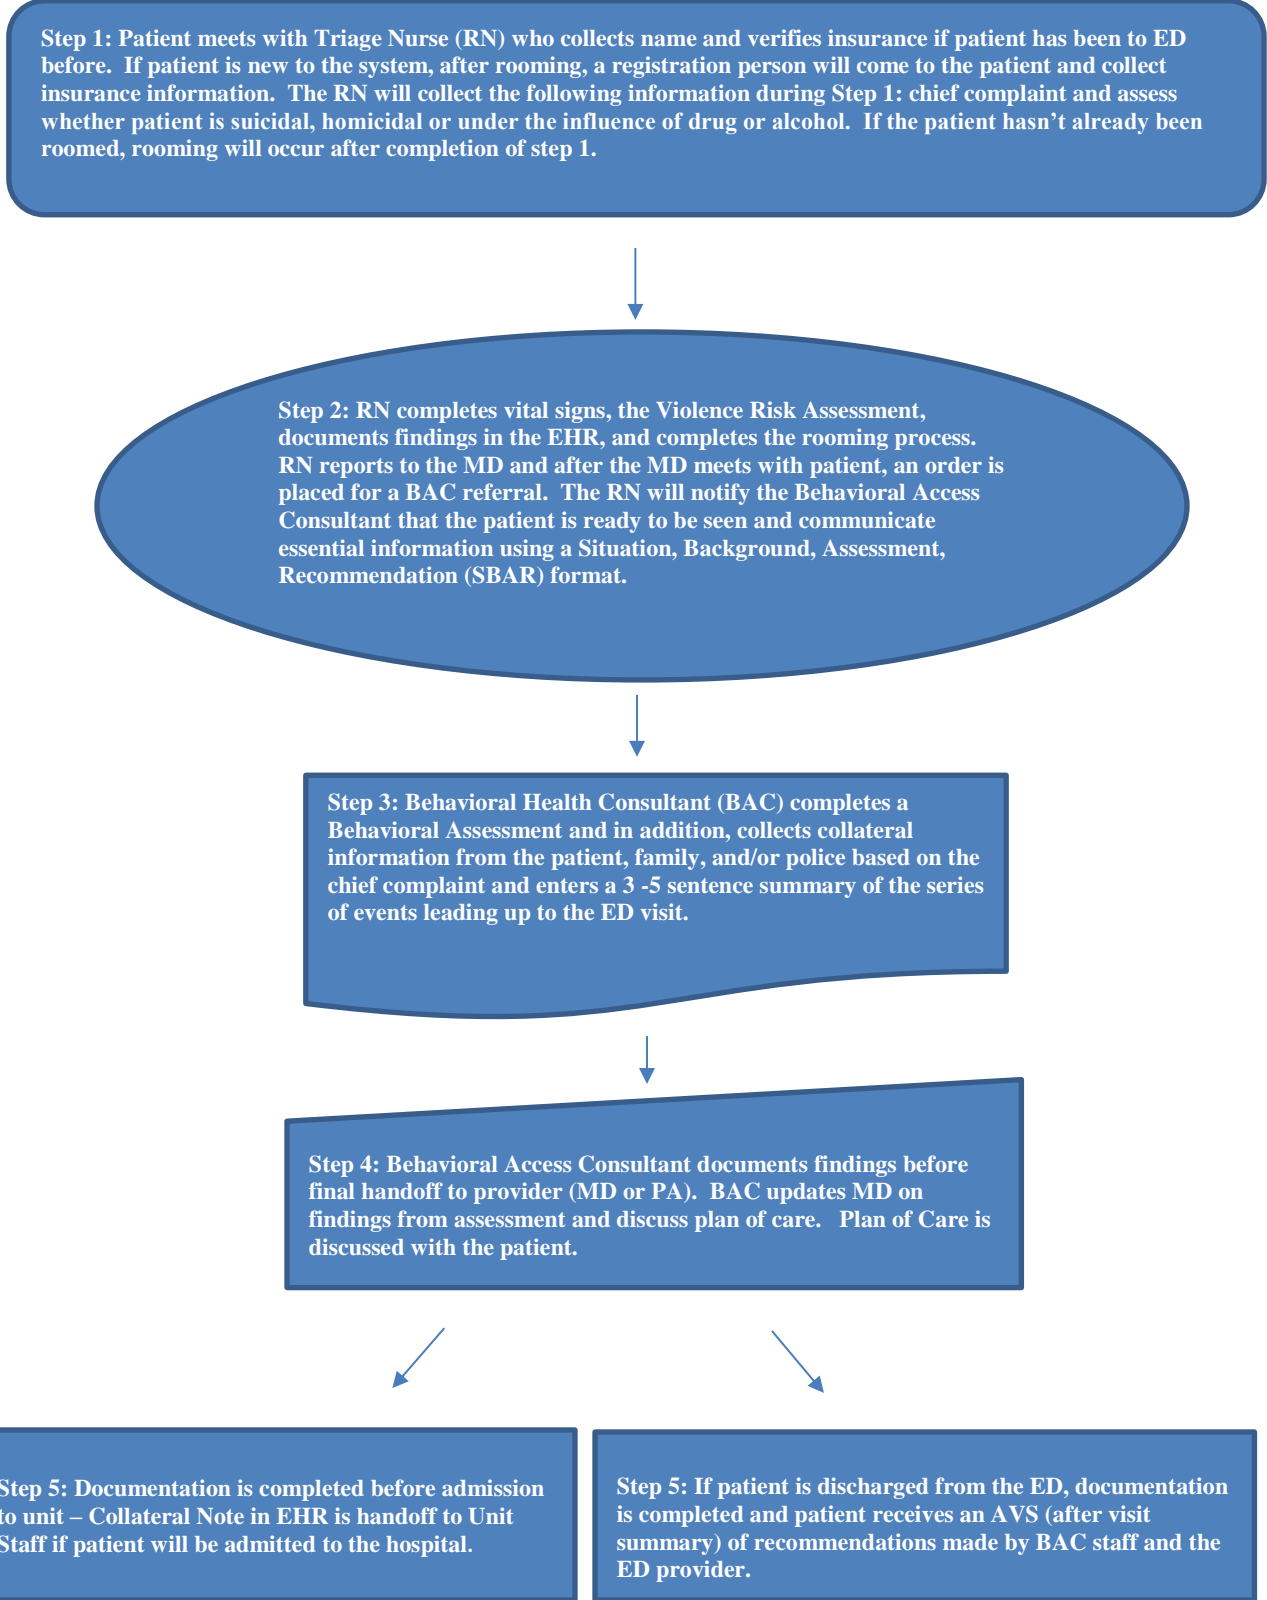 Step 1: Patient meets with Triage Nurse (RN) who collects name and verifies insurance if patient has been to ED
before.  If patient is new to the system, after rooming, a registration person will come to the patient and collect
insurance information.  The RN will collect the following information during Step 1: chief complaint and assess
whether patient is suicidal, homicidal or under the influence of drug or alcohol.  If the patient hasn’t already been
roomed, rooming will occur after completion of step 1.
Step 2: RN completes vital signs, the Violence Risk Assessment,
documents findings in the EHR, and completes the rooming process.
RN reports to the MD and after the MD meets with patient, an order is
placed for a BAC referral.  The RN will notify the Behavioral Access
Consultant that the patient is ready to be seen and communicate
essential information using a Situation, Background, Assessment,
Recommendation (SBAR) format.
Step 3: Behavioral Health Consultant (BAC) completes a
Behavioral Assessment and in addition, collects collateral
information from the patient, family, and/or police based on the
chief complaint and enters a 3 -5 sentence summary of the series
of events leading up to the ED visit.
Step 4: Behavioral Access Consultant documents findings before
final handoff to provider (MD or PA).  BAC updates MD on
findings from assessment and discuss plan of care.   Plan of Care is
discussed with the patient.
Step 5: Documentation is completed before admission
to unit – Collateral Note in EHR is handoff to Unit
Staff if patient will be admitted to the hospital.
Step 5: If patient is discharged from the ED, documentation
is completed and patient receives an AVS (after visit
summary) of recommendations made by BAC staff and the
ED provider.